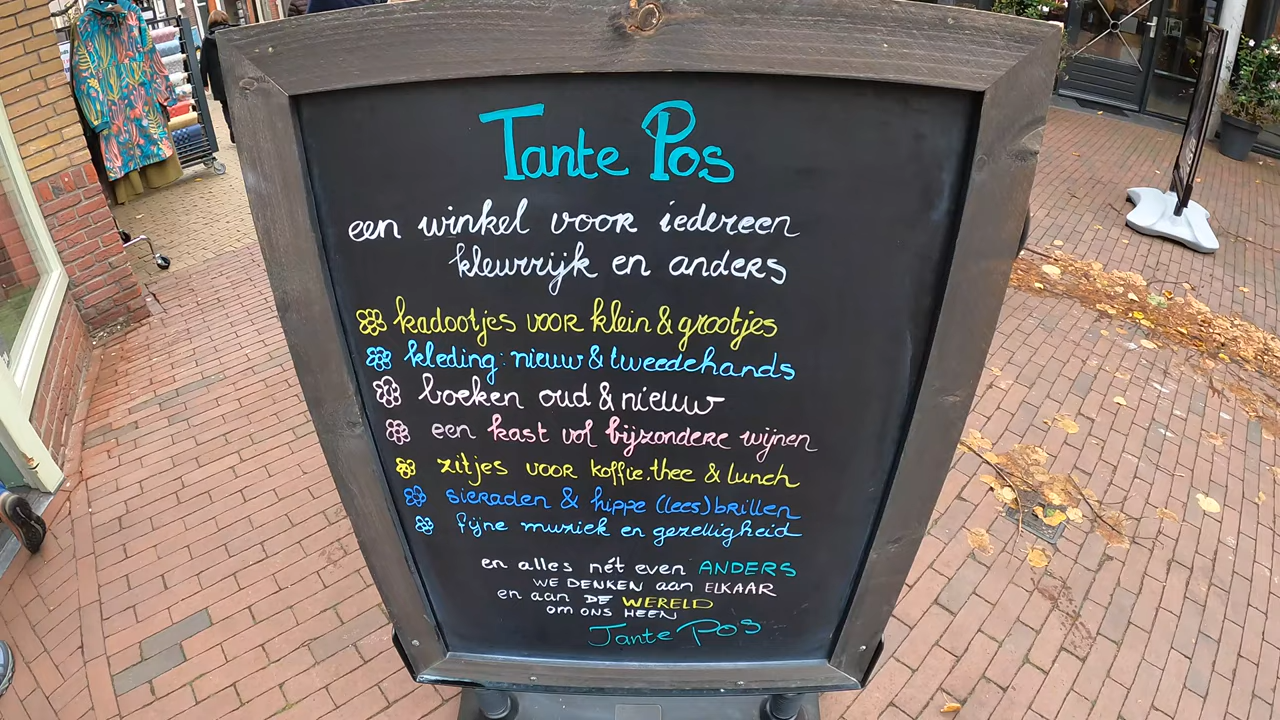 Tante Pos
een winkel voor iedereen
kleurrijk en anders
kadootjes voor klein & grootjes
kleding: nieuw & tweedehands
boeken oud & nieuw
een kast vol bijzondere wijnen
zitjes voor koffie, thee & lunch
sieraden & hippe (lees)brillen
fijne muziek en gezelligheid
en alles nét even ANDERS
WE DENKEN aan ELKAAR
en aan DE WERELD
OM ONS HEEN
Tante Pos